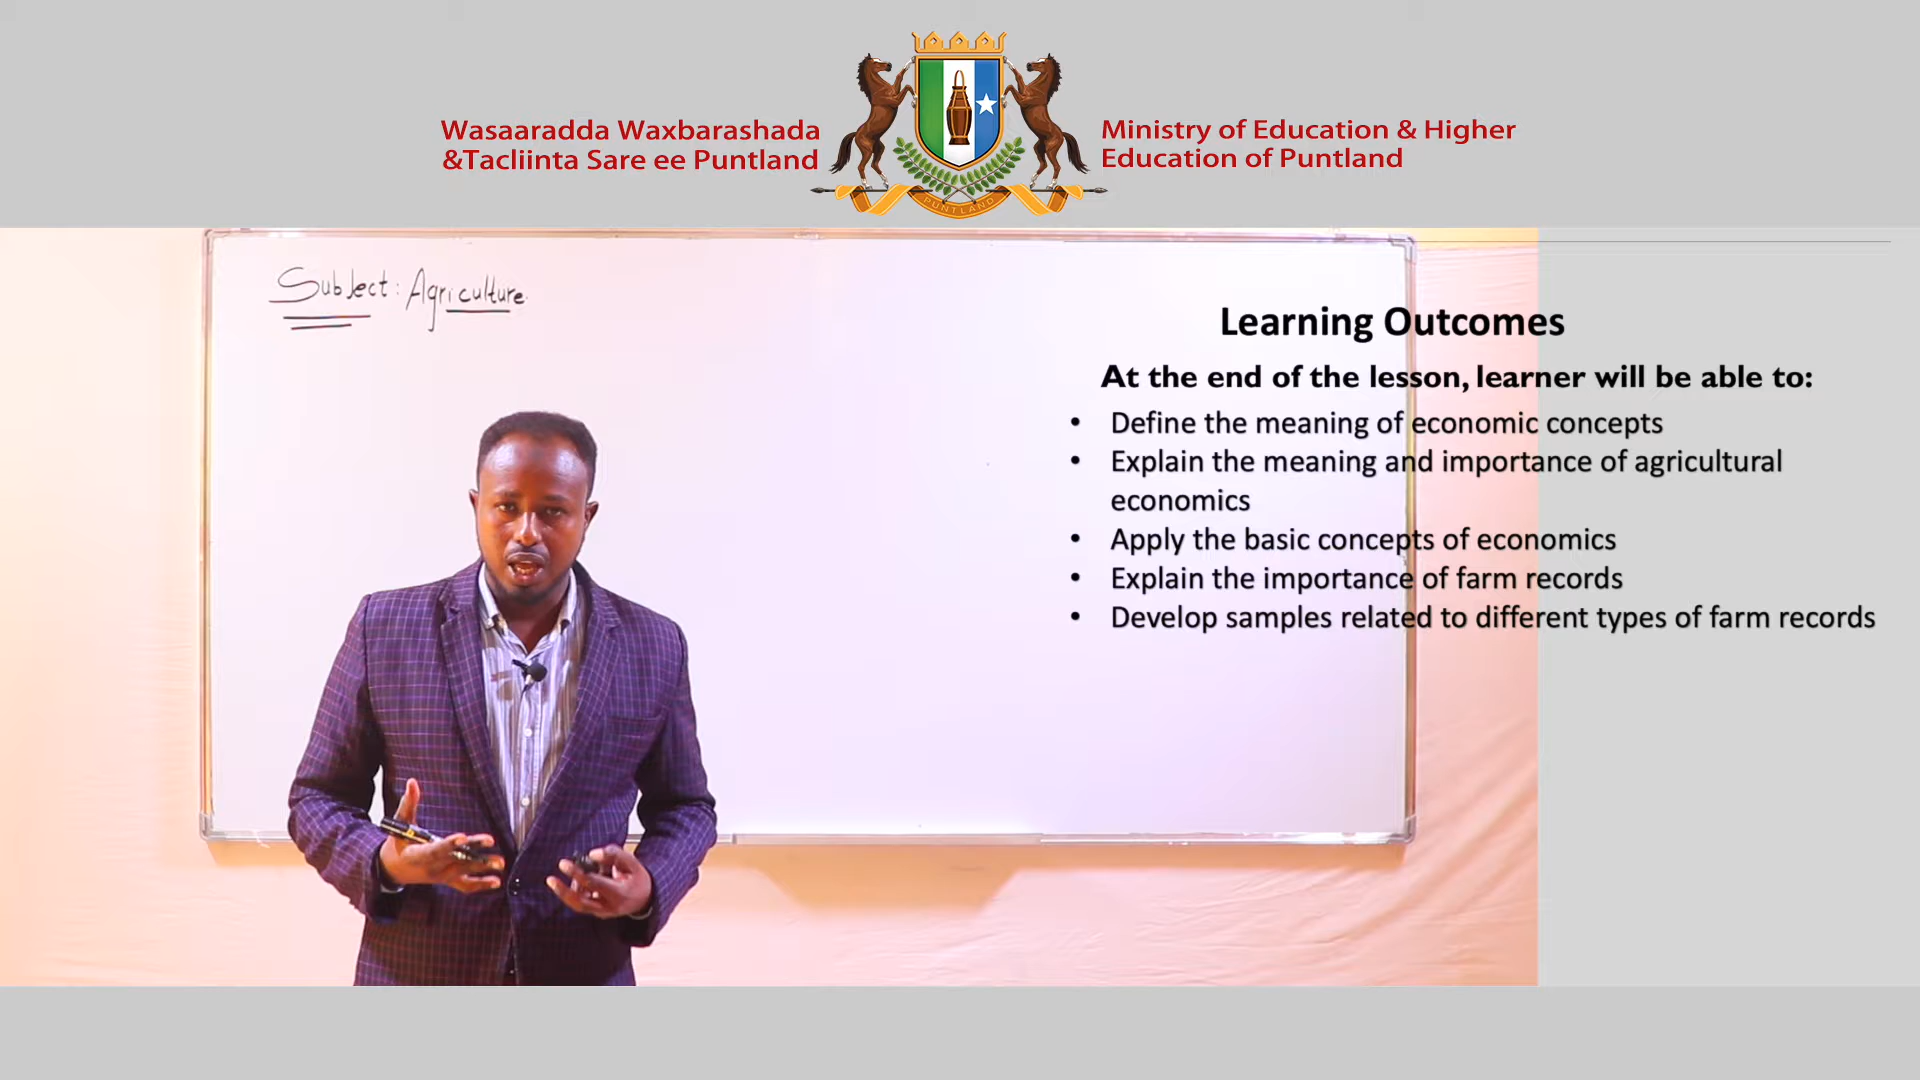 Wasaaradda Waxbarashada
&Tacliinta Sare ee Puntland
Ministry of Education & Higher
Education of Puntland
PUNTLAND
Subject: Agriculture.
Learning Outcomes
At the end of the lesson, learner will be able to:
• Define the meaning of economic concepts
• Explain the meaning and importance of agricultural
economics
• Apply the basic concepts of economics
• Explain the importance of farm records
• Develop samples related to different types of farm records